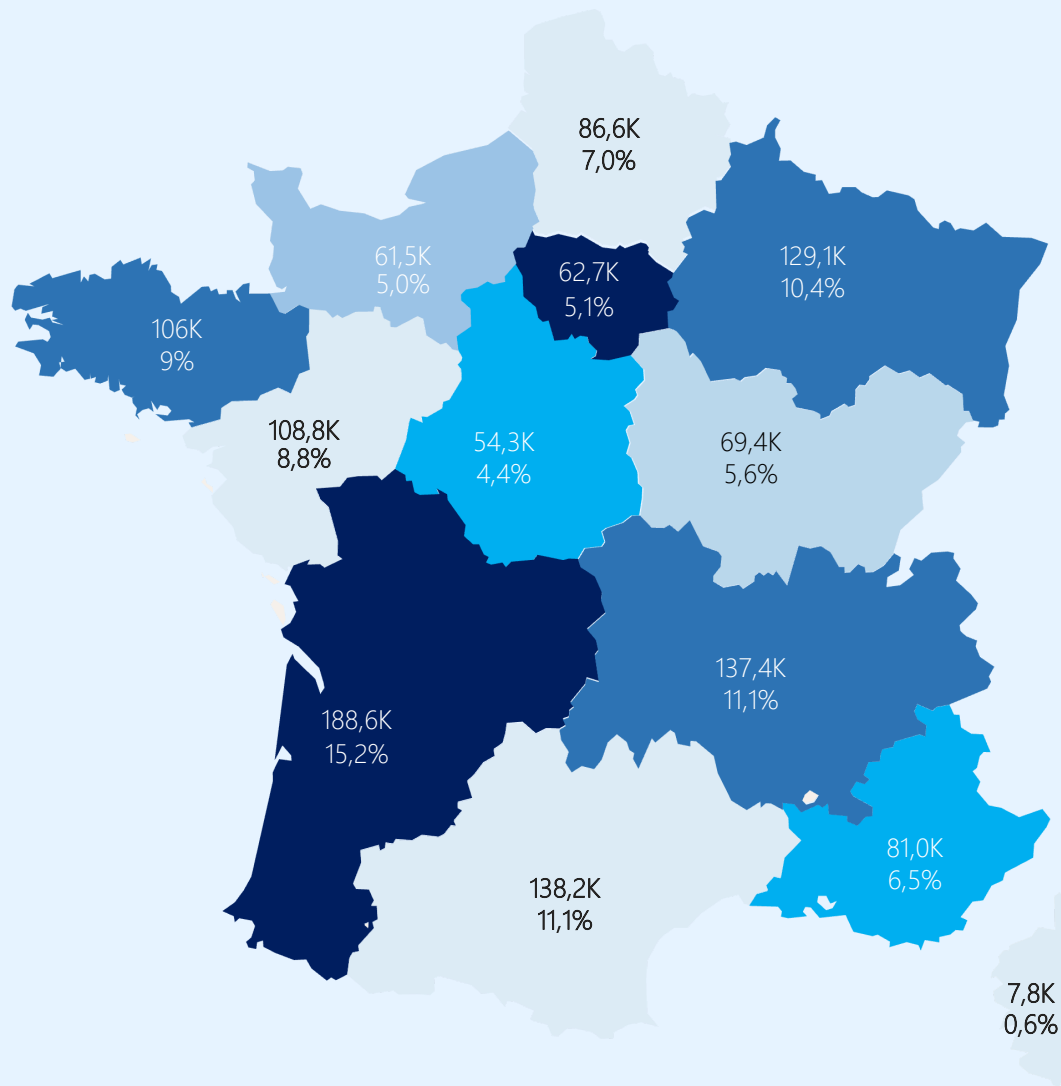 86,6K
7,0%
61,5K
5,0%
62,7K
5,1%
129,1K
10,4%
106K
9%
108,8K
8,8%
54,3K
4,4%
69,4K
5,6%
137,4K
11,1%
188,6K
15,2%
81,0K
6,5%
138,2K
11,1%
7,8K
0,6%